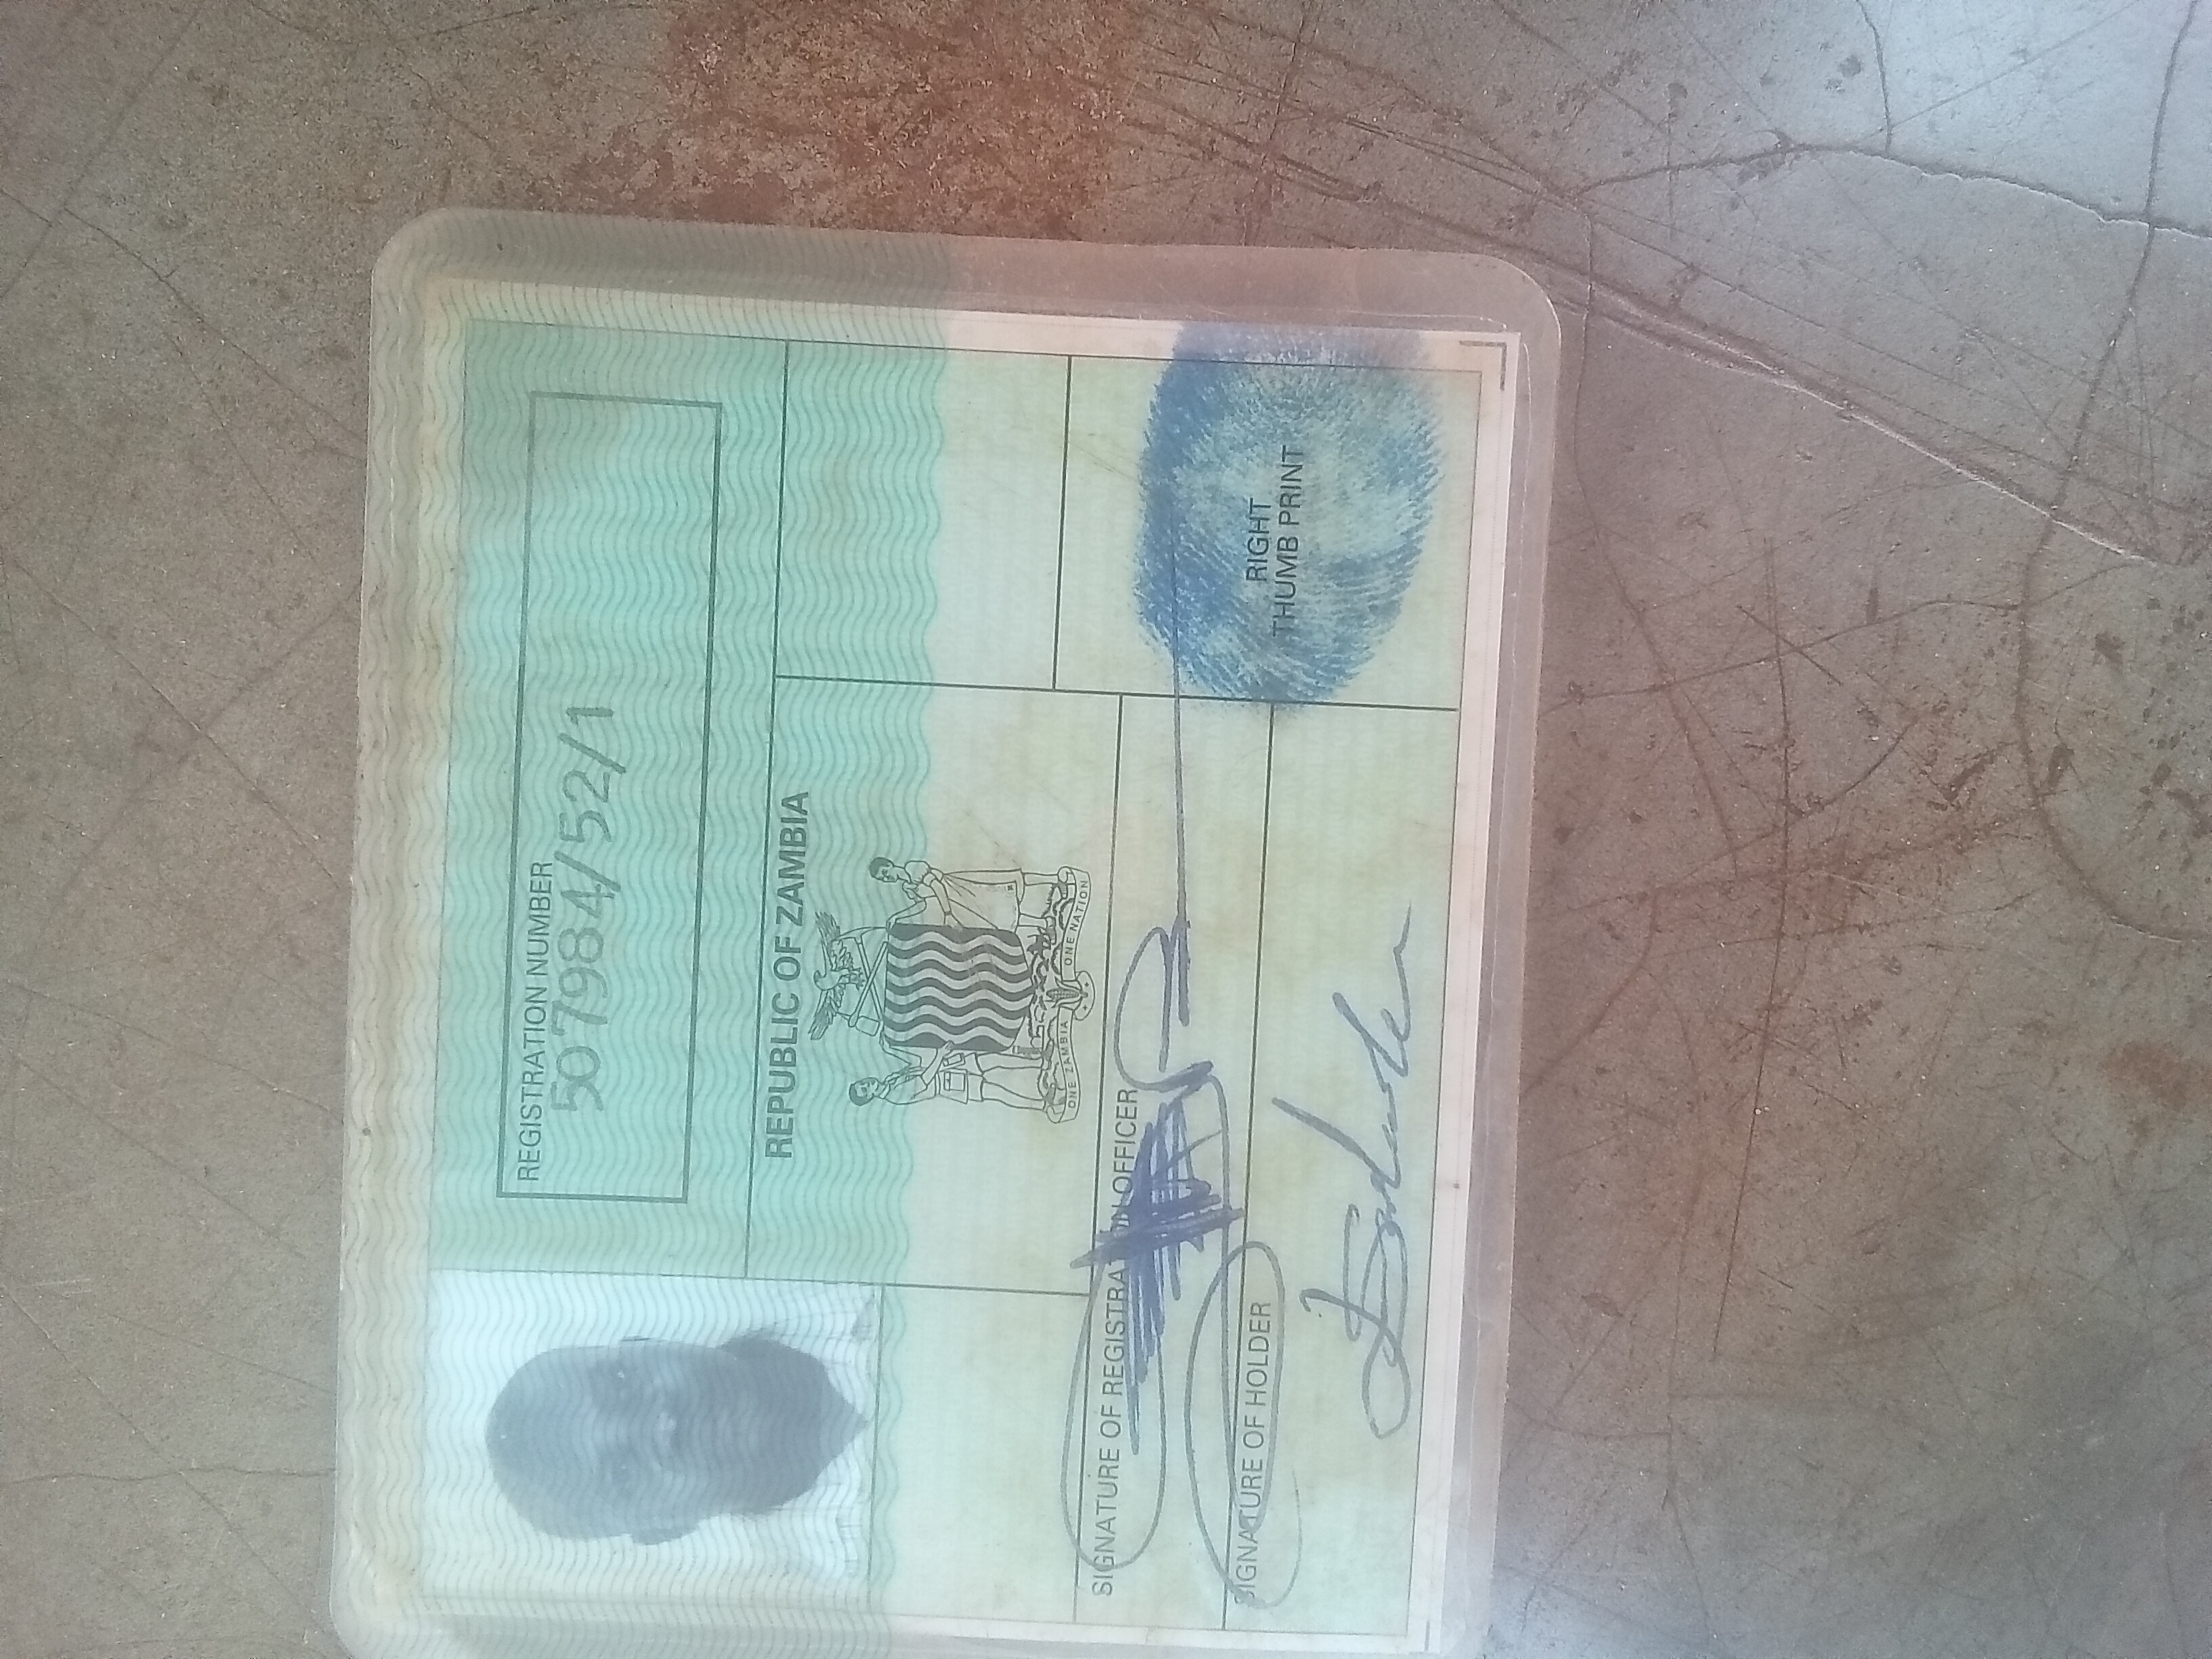 REGISTRATION NUMBER
507984/52/1
REPUBLIC OF ZAMBIA
ONE ZAMBIA ONE NATION
SIGNATURE OF REGISTRATION OFFICER
SIGNATURE OF HOLDER
RIGHT
THUMB PRINT